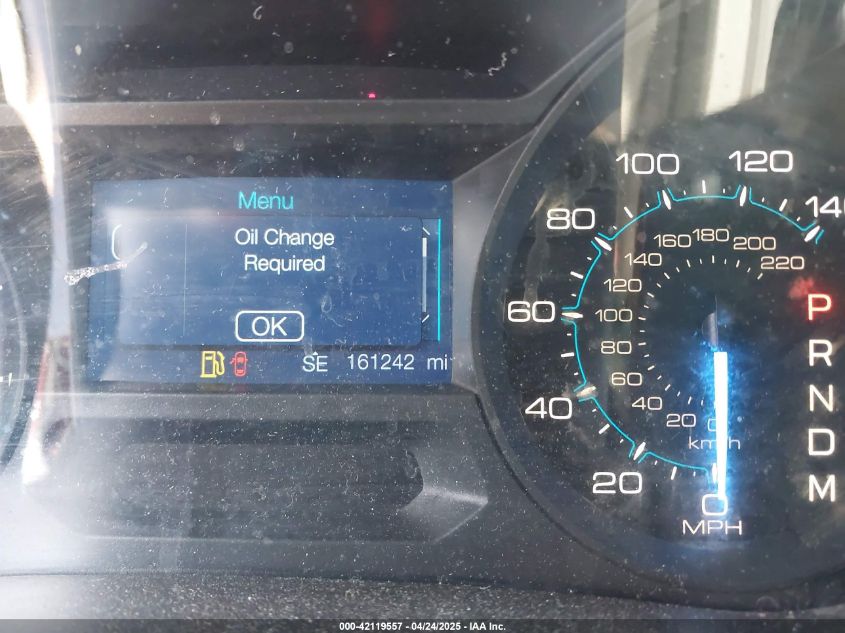 Menu
Oil Change
Required
OK
SE 161242 mi
0 20 40 60 80 100 120 140
MPH
0 20 40 60 80 100 120 140 160 180 200 220
km/h
P
R
N
D
M
000-42119557 - 04/24/2025 - IAA Inc.